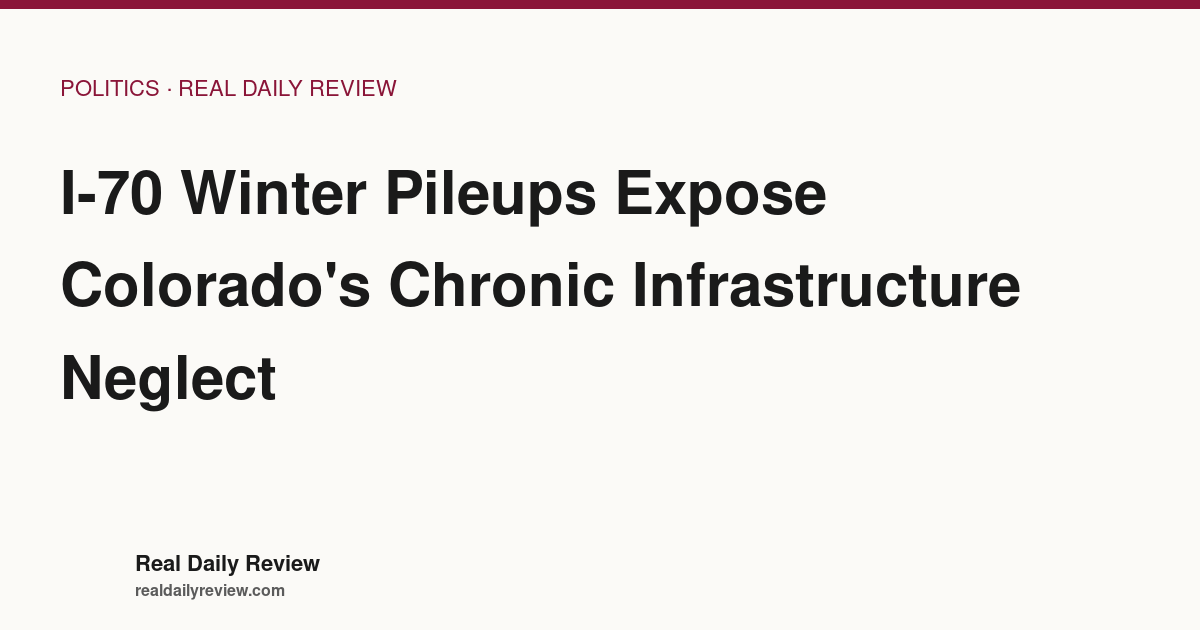 POLITICS · REAL DAILY REVIEW
I-70 Winter Pileups Expose
Colorado's Chronic Infrastructure
Neglect
Real Daily Review
realdailyreview.com